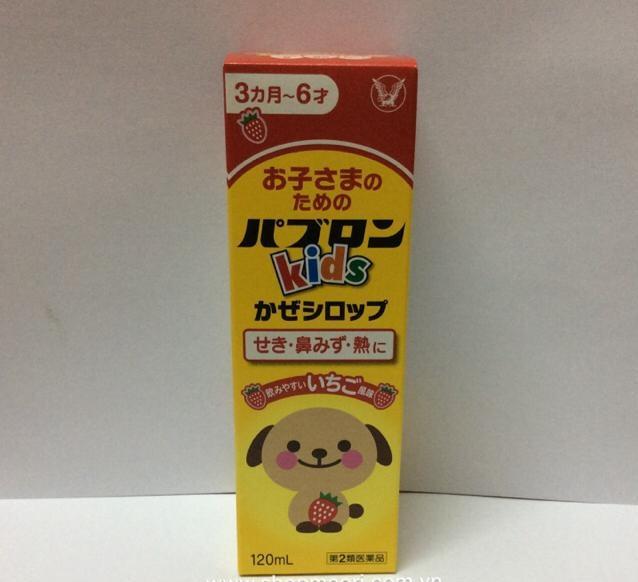 3カ月~6才
お子さまの
ための
パブロン
kids
かぜシロップ
せき・鼻みず・熱に
飲みやすい いちご 風味
120mL
第2類医薬品